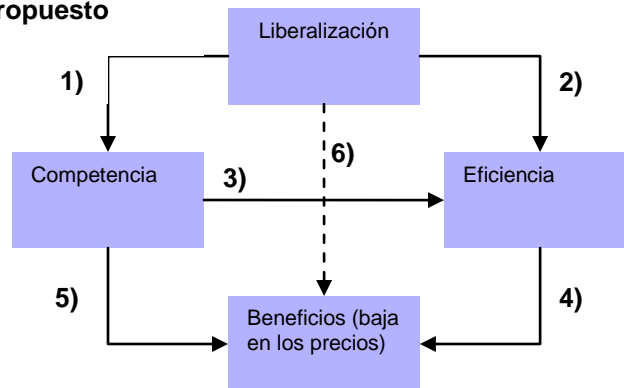 ropuesto
Liberalización
1)
2)
6)
Competencia
3)
Eficiencia
5)
4)
Beneficios (baja
en los precios)